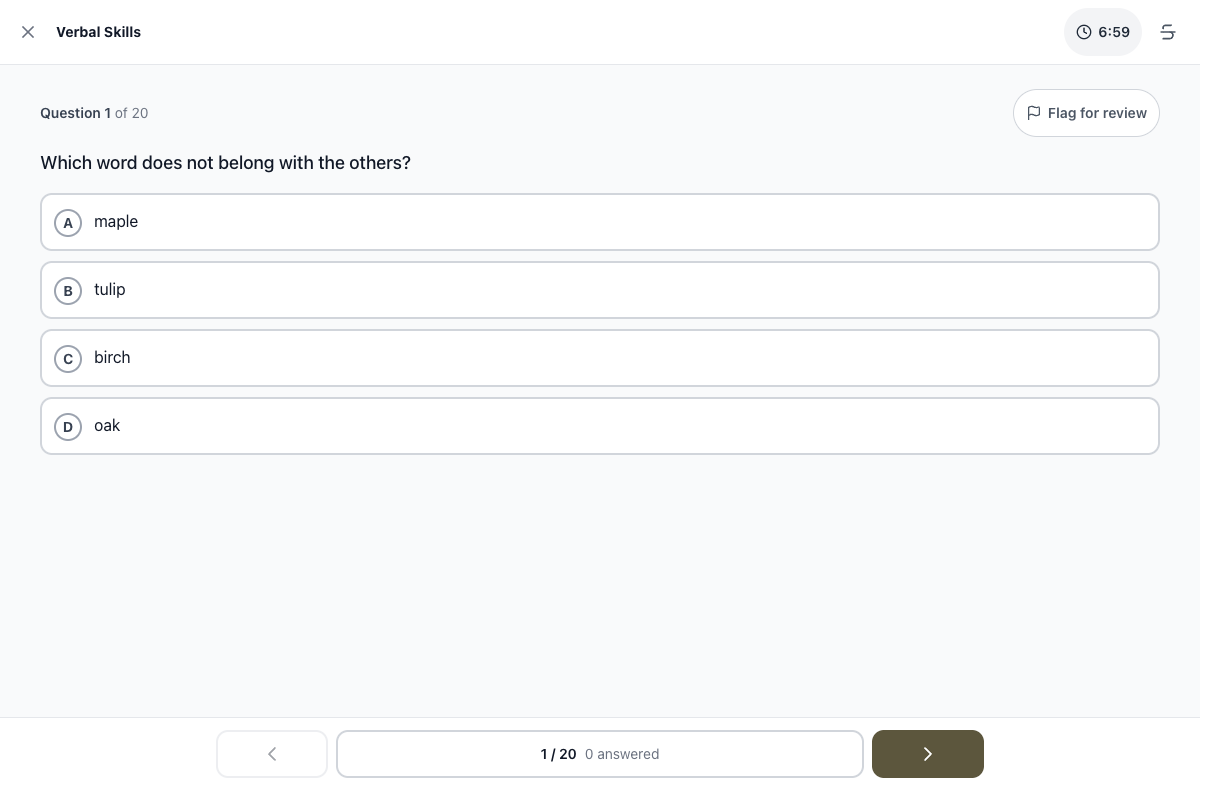 Verbal Skills
6:59
Question 1 of 20
Flag for review
Which word does not belong with the others?
A maple
B tulip
C birch
D oak
1 / 20 0 answered